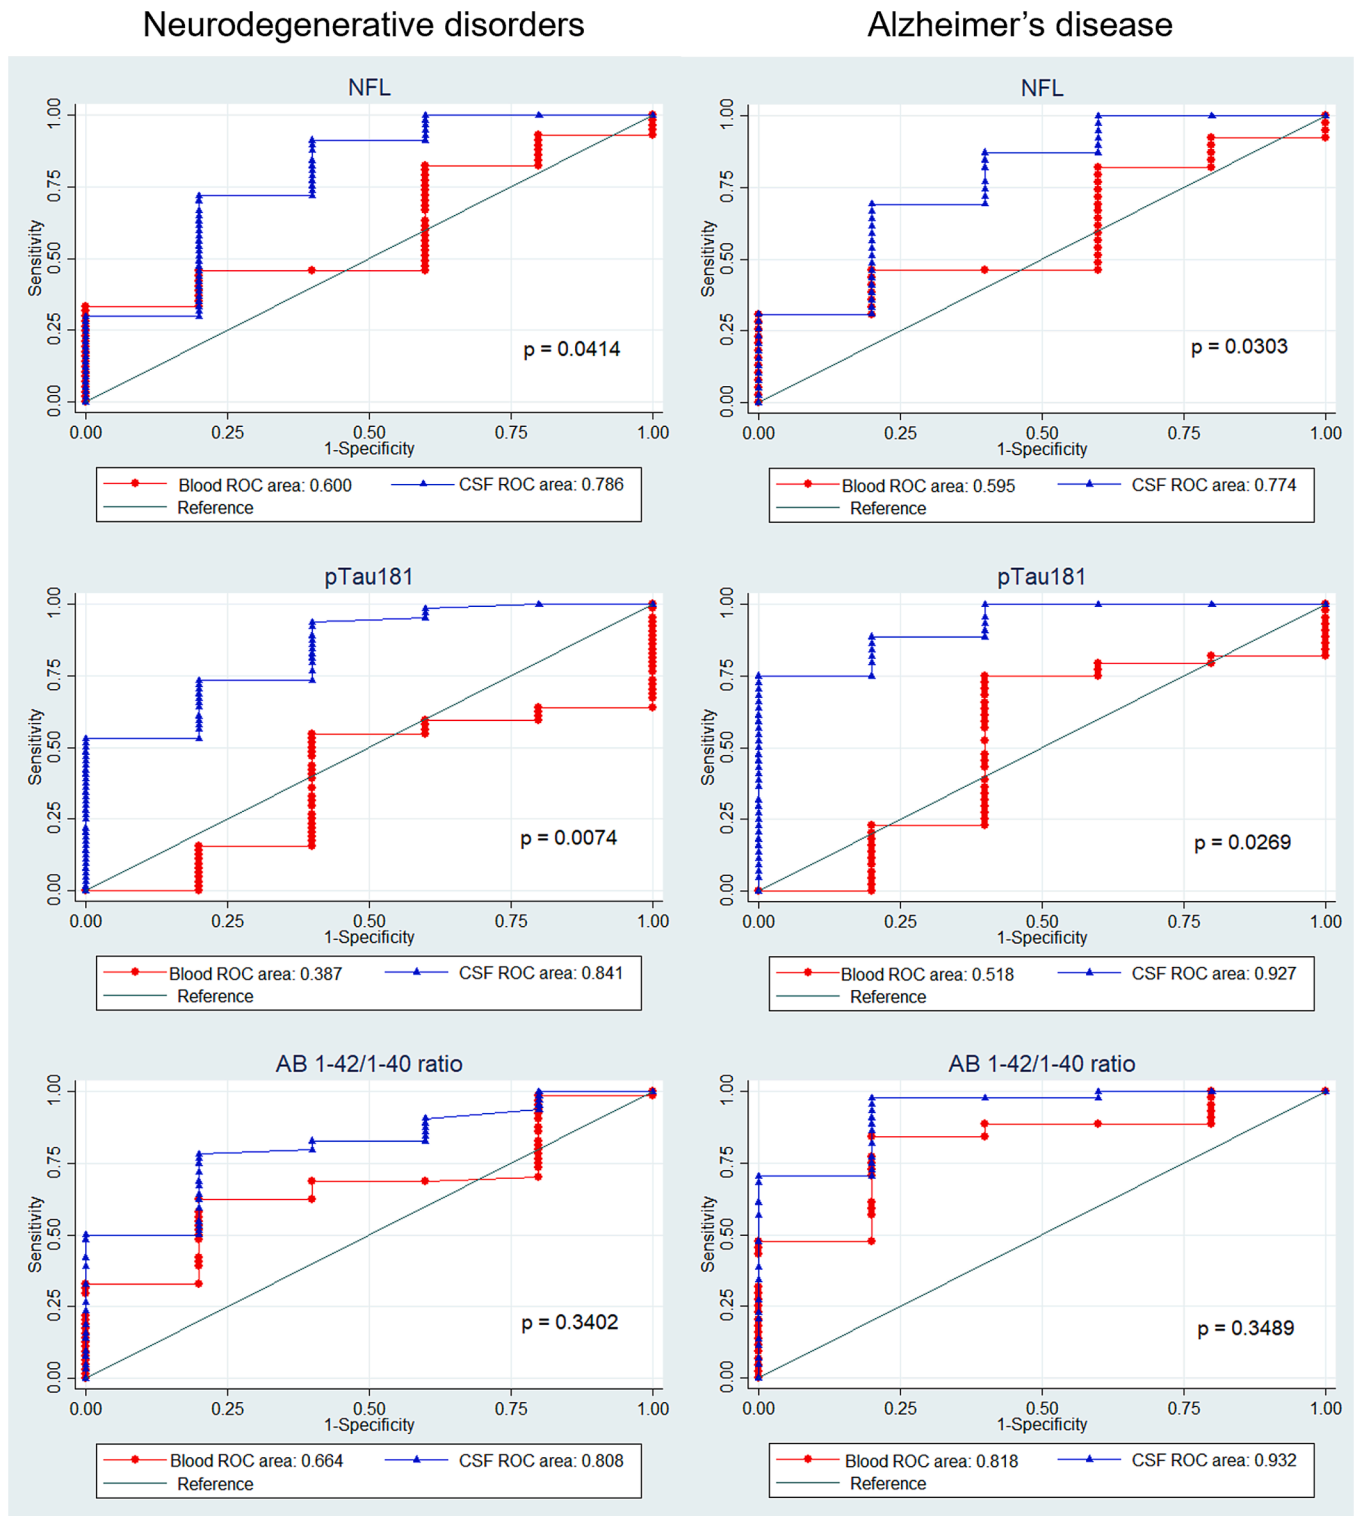 Neurodegenerative disorders
Alzheimer’s disease
NFL
Sensitivity
1.00
0.75
0.50
0.25
0.00
p = 0.0414
0.00 0.25 0.50 0.75 1.00
1-Specificity
Blood ROC area: 0.600 CSF ROC area: 0.786
Reference
NFL
Sensitivity
1.00
0.75
0.50
0.25
0.00
p = 0.0303
0.00 0.25 0.50 0.75 1.00
1-Specificity
Blood ROC area: 0.595 CSF ROC area: 0.774
Reference
pTau181
Sensitivity
1.00
0.75
0.50
0.25
0.00
p = 0.0074
0.00 0.25 0.50 0.75 1.00
1-Specificity
Blood ROC area: 0.387 CSF ROC area: 0.841
Reference
pTau181
Sensitivity
1.00
0.75
0.50
0.25
0.00
p = 0.0269
0.00 0.25 0.50 0.75 1.00
1-Specificity
Blood ROC area: 0.518 CSF ROC area: 0.927
Reference
AB 1-42/1-40 ratio
Sensitivity
1.00
0.75
0.50
0.25
0.00
p = 0.3402
0.00 0.25 0.50 0.75 1.00
1-Specificity
Blood ROC area: 0.664 CSF ROC area: 0.808
Reference
AB 1-42/1-40 ratio
Sensitivity
1.00
0.75
0.50
0.25
0.00
p = 0.3489
0.00 0.25 0.50 0.75 1.00
1-Specificity
Blood ROC area: 0.818 CSF ROC area: 0.932
Reference